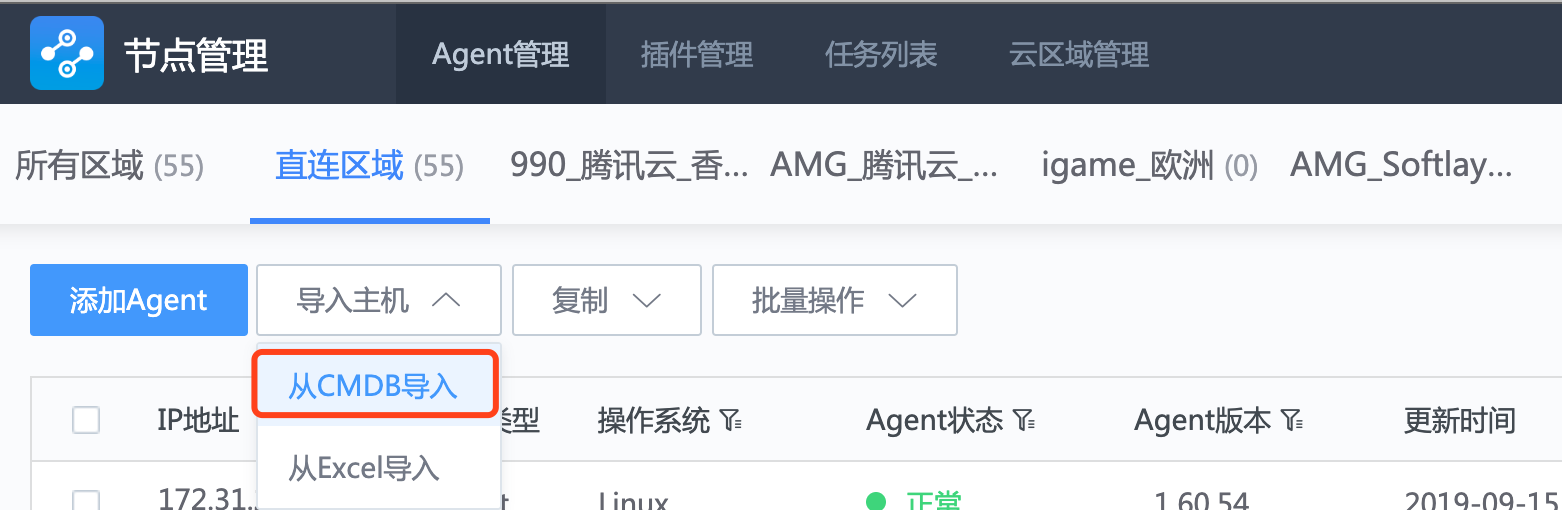 节点管理 Agent管理 插件管理 任务列表 云区域管理
所有区域 (55) 直连区域 (55) 990_腾讯云_香... AMG_腾讯云_... igame_欧洲 (0) AMG_Softlay...
添加Agent 导入主机 复制 批量操作
从CMDB导入
IP地址 类型 操作系统 Agent状态 Agent版本 更新时间
从Excel导入
172.31. Linux 正常 1.60.54 2019-09-15